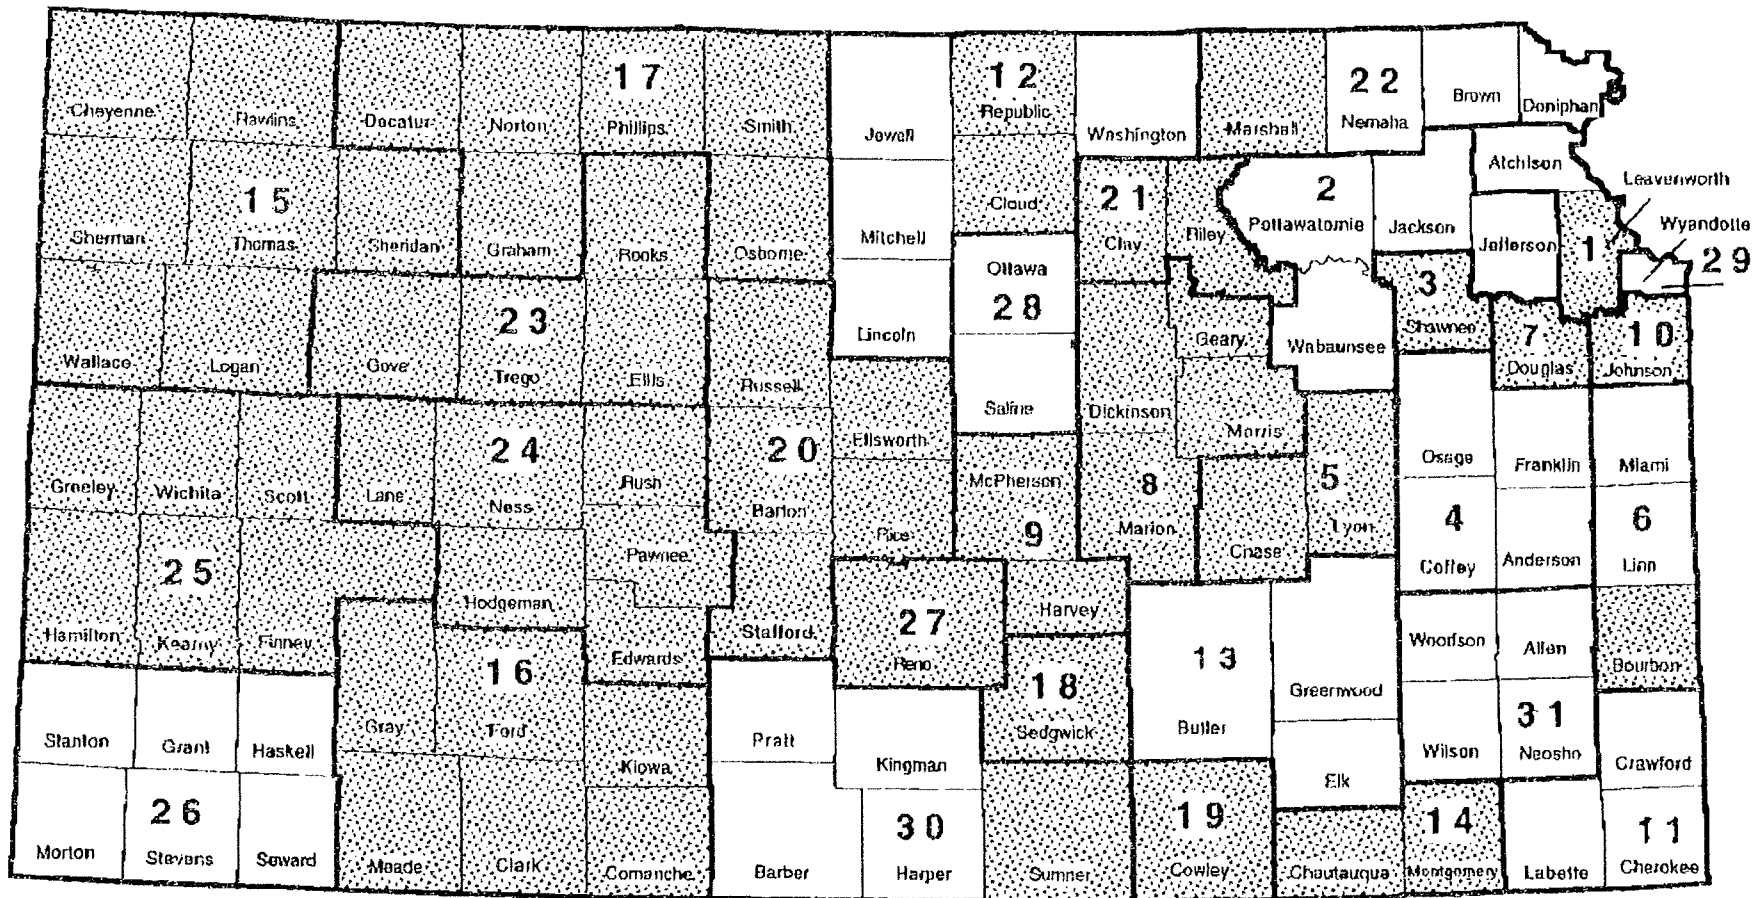 Cheyenne
Rawlins
Decatur
Norton
17
Phillips
Smith
Jewell
12
Republic
Washington
Marshall
22
Nemaha
Brown
Doniphan
Atchison
Leavenworth
Sherman
15
Thomas
Sheridan
Graham
Rooks
Osborne
Mitchell
Cloud
21
Clay
Riley
2
Pottawatomie
Jackson
Jefferson
1
Wyandotte
29
Wallace
Logan
Gove
23
Trego
Ellis
Russell
Lincoln
Ottawa
28
Saline
Dickinson
Geary
Wabaunsee
3
Shawnee
7
Douglas
10
Johnson
Greeley
Wichita
Scott
Lane
24
Ness
Rush
20
Barton
Ellsworth
McPherson
9
Rice
8
Marion
Morris
Chase
5
Lyon
Osage
4
Coffey
Franklin
Anderson
Miami
6
Linn
Hamilton
25
Kearny
Finney
Hodgeman
Pawnee
Edwards
Stafford
27
Reno
Harvey
13
Butler
Greenwood
Woodson
Allen
Bourbon
Stanton
Grant
Haskell
Gray
16
Ford
Kiowa
Pratt
Kingman
18
Sedgwick
Elk
Wilson
31
Neosho
Crawford
Morton
26
Stevens
Seward
Meade
Clark
Comanche
Barber
30
Harper
Sumner
19
Cowley
Chautauqua
14
Montgomery
Labette
11
Cherokee